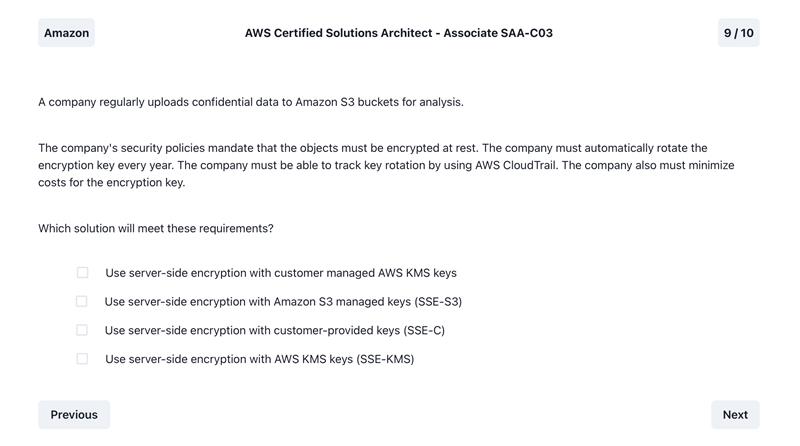 Amazon
AWS Certified Solutions Architect - Associate SAA-C03
9 / 10
A company regularly uploads confidential data to Amazon S3 buckets for analysis.
The company's security policies mandate that the objects must be encrypted at rest. The company must automatically rotate the
encryption key every year. The company must be able to track key rotation by using AWS CloudTrail. The company also must minimize
costs for the encryption key.
Which solution will meet these requirements?
Use server-side encryption with customer managed AWS KMS keys
Use server-side encryption with Amazon S3 managed keys (SSE-S3)
Use server-side encryption with customer-provided keys (SSE-C)
Use server-side encryption with AWS KMS keys (SSE-KMS)
Previous
Next